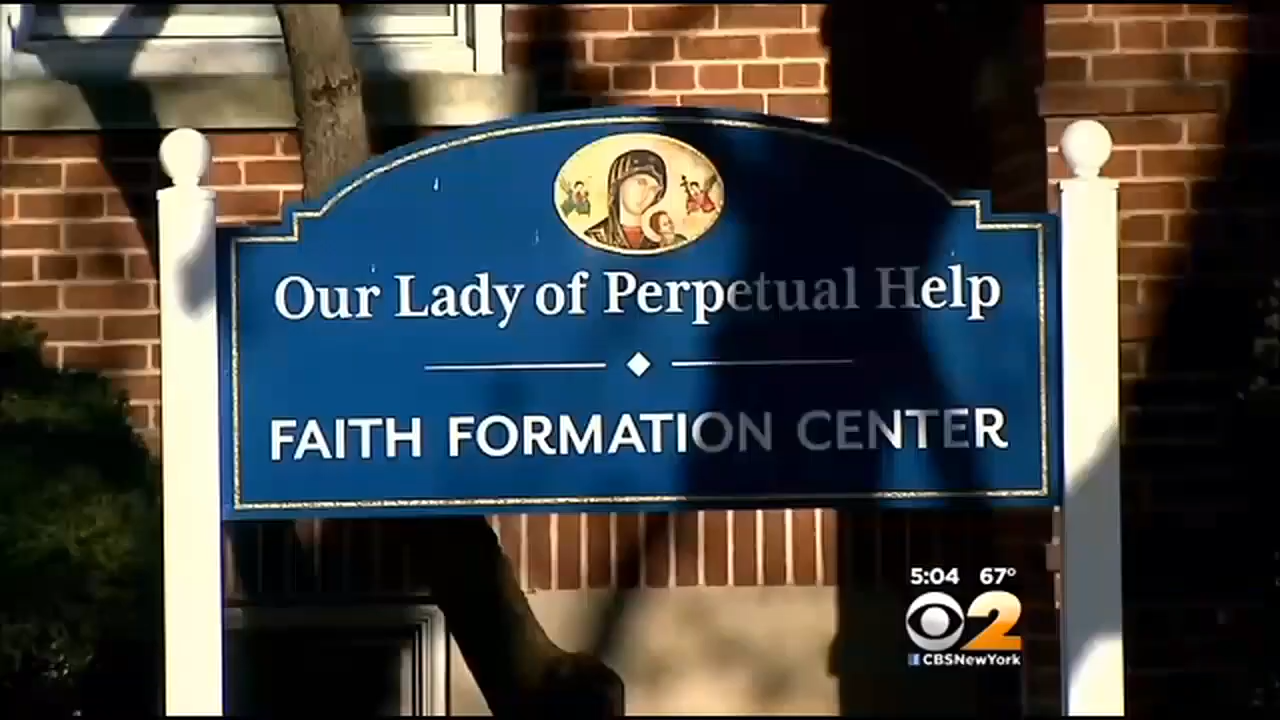 Our Lady of Perpetual Help
FAITH FORMATION CENTER
5:04 67°
2
CBSNewYork